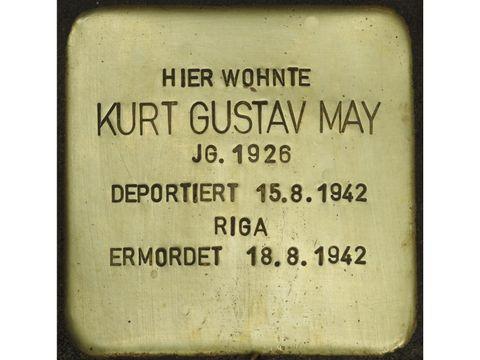 HIER WOHNTE
KURT GUSTAV MAY
JG. 1926
DEPORTIERT 15.8.1942
RIGA
ERMORDET 18.8.1942